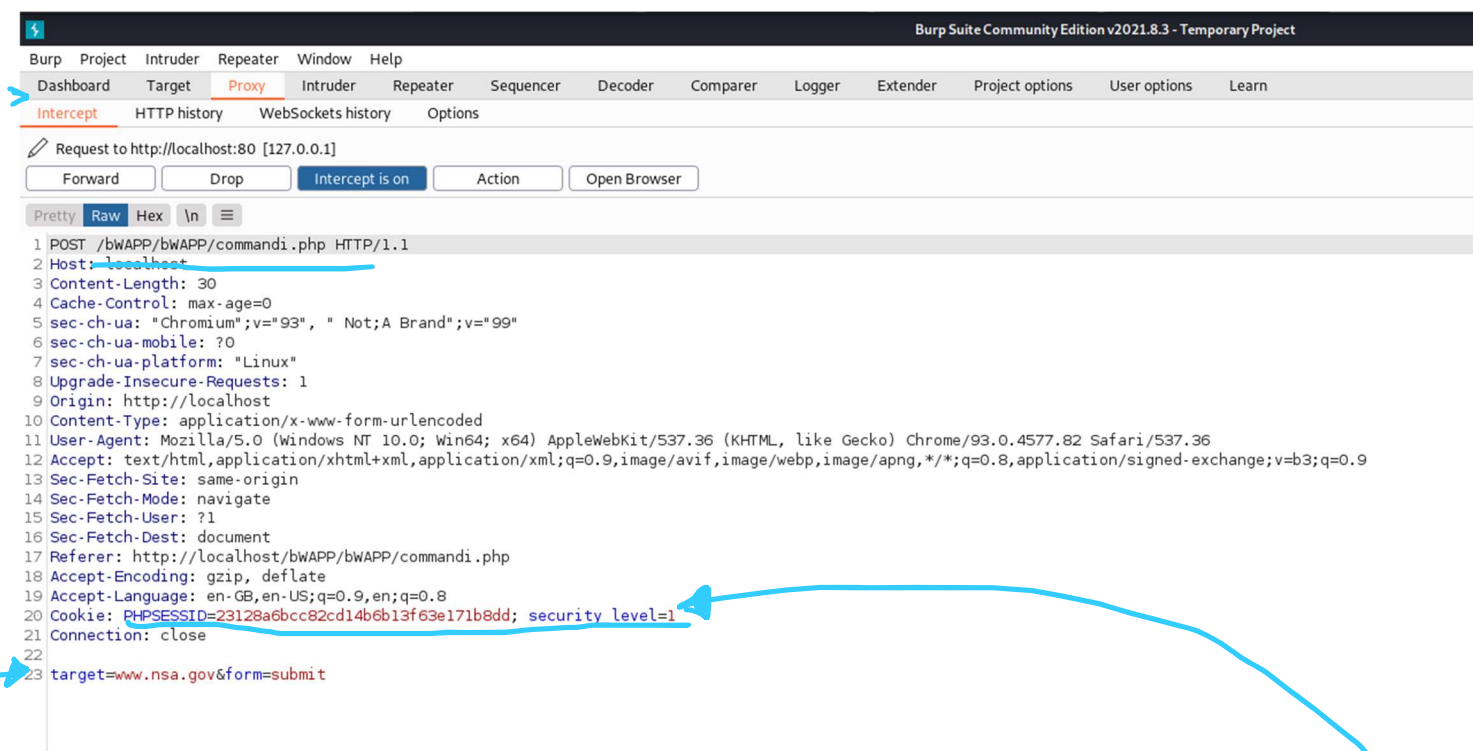 Burp Suite Community Edition v2021.8.3 - Temporary Project
Burp Project Intruder Repeater Window Help
Dashboard Target Proxy Intruder Repeater Sequencer Decoder Comparer Logger Extender Project options User options Learn
Intercept HTTP history WebSockets history Options
Request to http://localhost:80 [127.0.0.1]
Forward Drop Intercept is on Action Open Browser
Pretty Raw Hex \n ≡
1 POST /bWAPP/bWAPP/commandi.php HTTP/1.1
2 Host: localhost
3 Content-Length: 30
4 Cache-Control: max-age=0
5 sec-ch-ua: "Chromium";v="93", " Not;A Brand";v="99"
6 sec-ch-ua-mobile: ?0
7 sec-ch-ua-platform: "Linux"
8 Upgrade-Insecure-Requests: 1
9 Origin: http://localhost
10 Content-Type: application/x-www-form-urlencoded
11 User-Agent: Mozilla/5.0 (Windows NT 10.0; Win64; x64) AppleWebKit/537.36 (KHTML, like Gecko) Chrome/93.0.4577.82 Safari/537.36
12 Accept: text/html,application/xhtml+xml,application/xml;q=0.9,image/avif,image/webp,image/apng,*/*;q=0.8,application/signed-exchange;v=b3;q=0.9
13 Sec-Fetch-Site: same-origin
14 Sec-Fetch-Mode: navigate
15 Sec-Fetch-User: ?1
16 Sec-Fetch-Dest: document
17 Referer: http://localhost/bWAPP/bWAPP/commandi.php
18 Accept-Encoding: gzip, deflate
19 Accept-Language: en-GB,en-US;q=0.9,en;q=0.8
20 Cookie: PHPSESSID=23128a6bcc82cd14b6b13f63e171b8dd; security_level=1
21 Connection: close
22
23 target=www.nsa.gov&form=submit